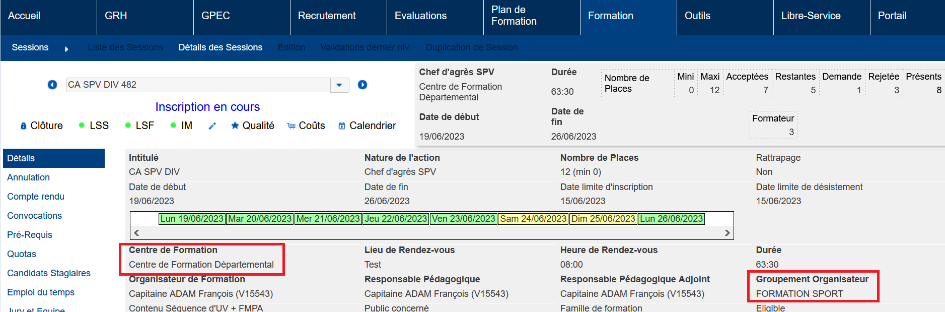 Accueil GRH GPEC Recrutement Evaluations Plan de Formation Formation Outils Libre-Service Portail
Sessions Liste des Sessions Détails des Sessions Edition Validations dernier niv. Duplication de Session
CA SPV DIV 482
Inscription en cours
Clôture LSS LSF IM Qualité Coûts Calendrier
Chef d'agrès SPV Durée
Centre de Formation Départemental 63:30
Date de début Date de fin
19/06/2023 26/06/2023
Nombre de Places Mini Maxi Acceptées Restantes Demande Rejetée Présents
0 12 7 5 1 3 8
Formateur
3
Détails
Annulation
Compte rendu
Convocations
Pré-Requis
Quotas
Candidats Stagiaires
Emploi du temps
Jury et Equipe
Intitulé Nature de l'action Nombre de Places Rattrapage
CA SPV DIV Chef d'agrès SPV 12 (min 0) Non
Date de début Date de fin Date limite d'inscription Date limite de désistement
19/06/2023 26/06/2023 15/06/2023 15/06/2023
Lun 19/06/2023 Mar 20/06/2023 Mer 21/06/2023 Jeu 22/06/2023 Ven 23/06/2023 Sam 24/06/2023 Dim 25/06/2023 Lun 26/06/2023
Centre de Formation Lieu de Rendez-vous Heure de Rendez-vous Durée
Centre de Formation Départemental Test 08:00 63:30
Organisateur de Formation Responsable Pédagogique Responsable Pédagogique Adjoint Groupement Organisateur
Capitaine ADAM François (V15543) Capitaine ADAM François (V15543) Capitaine ADAM François (V15543) FORMATION SPORT
Contenu Séquence d'UV + FMPA Public concerné Famille de formation Eligible